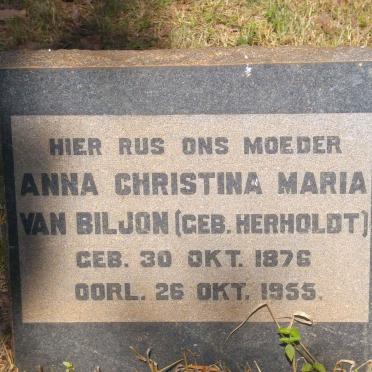 HIER RUS ONS MOEDER
ANNA CHRISTINA MARIA
VAN BILJON (GEB. HERHOLDT)
GEB. 30 OKT. 1876
OORL. 26 OKT. 1955.